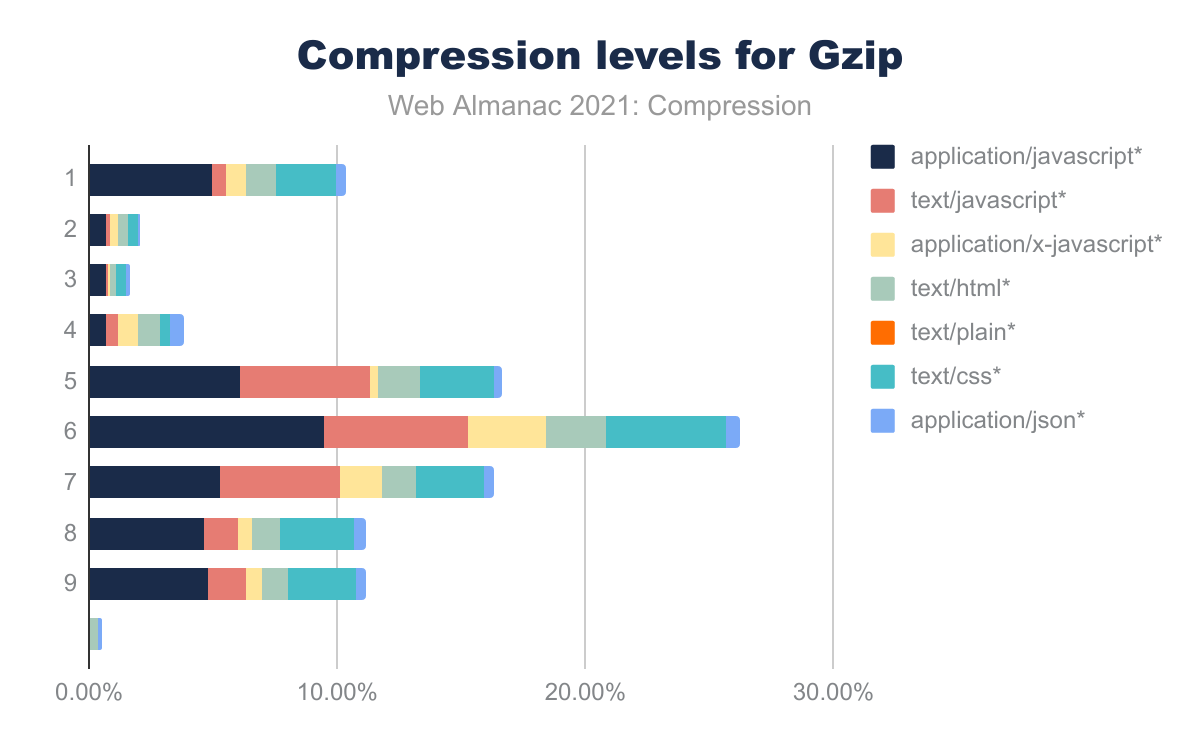 Compression levels for Gzip
Web Almanac 2021: Compression
application/javascript*
text/javascript*
application/x-javascript*
text/html*
text/plain*
text/css*
application/json*
1
2
3
4
5
6
7
8
9
0.00% 10.00% 20.00% 30.00%